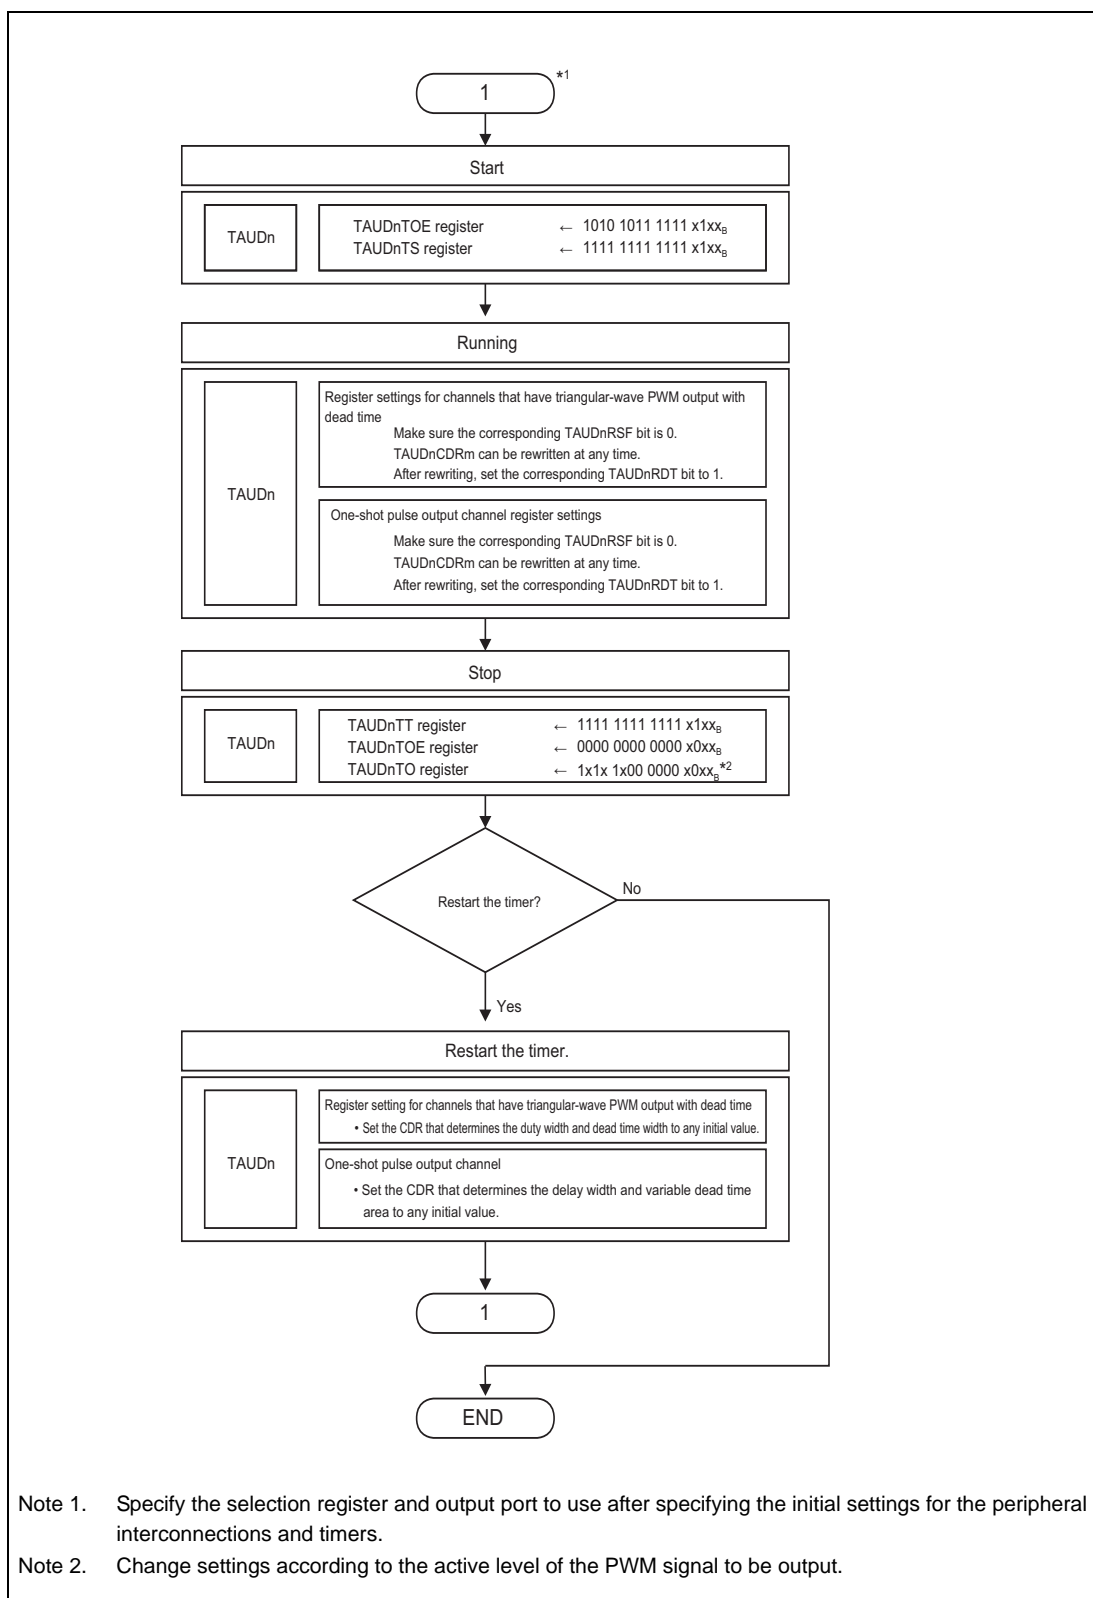 1 *1
Start
TAUDn
TAUDnTOE register ← 1010 1011 1111 x1xxB
TAUDnTS register ← 1111 1111 1111 x1xxB
Running
TAUDn
Register settings for channels that have triangular-wave PWM output with
dead time
Make sure the corresponding TAUDnRSF bit is 0.
TAUDnCDRm can be rewritten at any time.
After rewriting, set the corresponding TAUDnRDT bit to 1.
One-shot pulse output channel register settings
Make sure the corresponding TAUDnRSF bit is 0.
TAUDnCDRm can be rewritten at any time.
After rewriting, set the corresponding TAUDnRDT bit to 1.
Stop
TAUDn
TAUDnTT register ← 1111 1111 1111 x1xxB
TAUDnTOE register ← 0000 0000 0000 x0xxB
TAUDnTO register ← 1x1x 1x00 0000 x0xxB*2
Restart the timer?
No
Yes
Restart the timer.
TAUDn
Register setting for channels that have triangular-wave PWM output with dead time
• Set the CDR that determines the duty width and dead time width to any initial value.
One-shot pulse output channel
• Set the CDR that determines the delay width and variable dead time
area to any initial value.
1
END
Note 1. Specify the selection register and output port to use after specifying the initial settings for the peripheral
interconnections and timers.
Note 2. Change settings according to the active level of the PWM signal to be output.